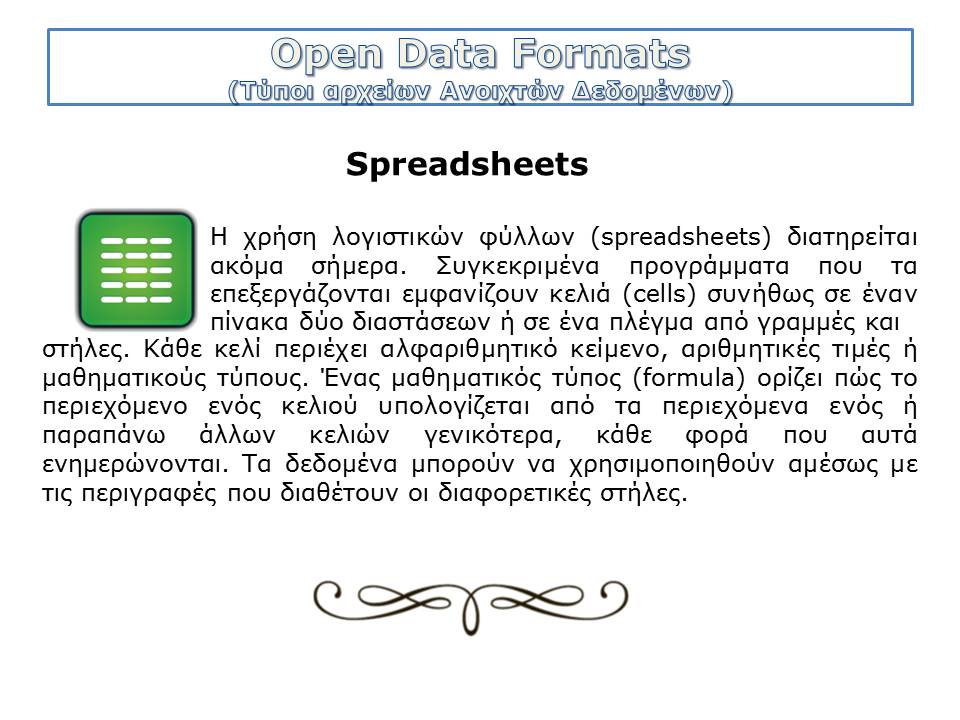 Open Data Formats
(Τύποι αρχείων Ανοιχτών Δεδομένων)
Spreadsheets
Η χρήση λογιστικών φύλλων (spreadsheets) διατηρείται
ακόμα σήμερα. Συγκεκριμένα προγράμματα που τα
επεξεργάζονται εμφανίζουν κελιά (cells) συνήθως σε έναν
πίνακα δύο διαστάσεων ή σε ένα πλέγμα από γραμμές και
στήλες. Κάθε κελί περιέχει αλφαριθμητικό κείμενο, αριθμητικές τιμές ή
μαθηματικούς τύπους. Ένας μαθηματικός τύπος (formula) ορίζει πώς το
περιεχόμενο ενός κελιού υπολογίζεται από τα περιεχόμενα ενός ή
παραπάνω άλλων κελιών γενικότερα, κάθε φορά που αυτά
ενημερώνονται. Τα δεδομένα μπορούν να χρησιμοποιηθούν αμέσως με
τις περιγραφές που διαθέτουν οι διαφορετικές στήλες.